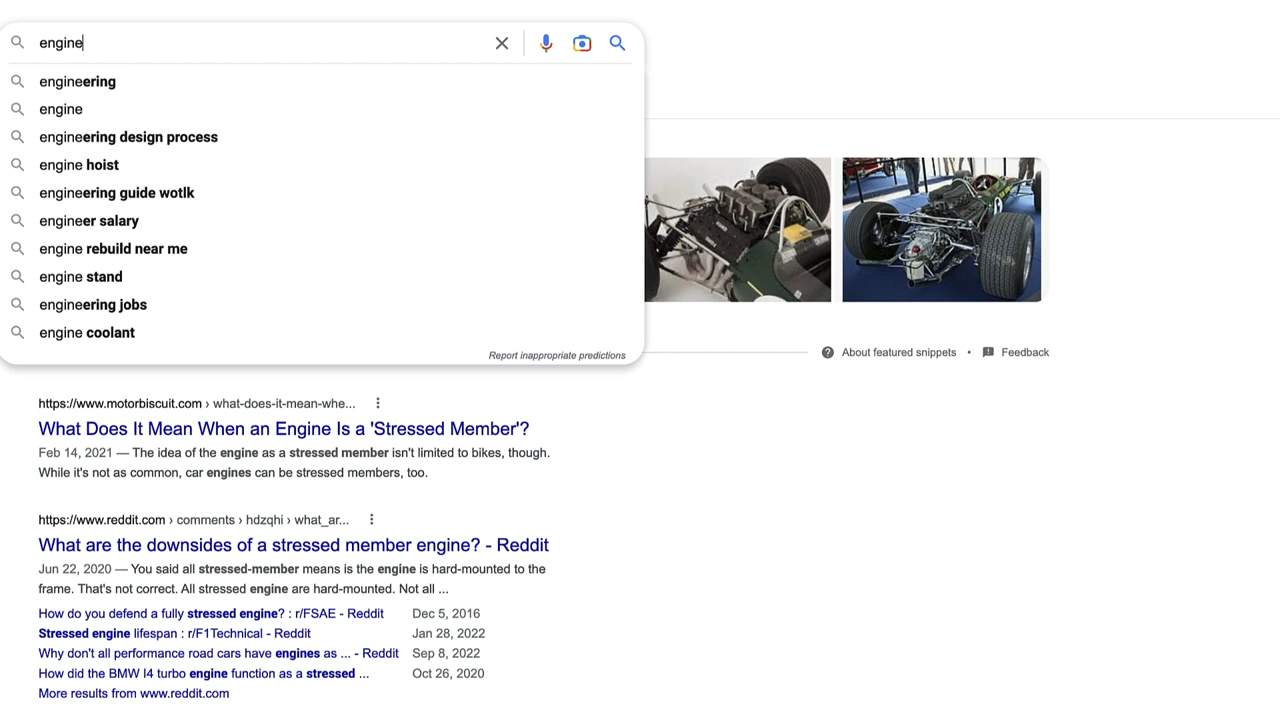 engine
engineering
engine
engineering design process
engine hoist
engineering guide wotlk
engineer salary
engine rebuild near me
engine stand
engineering jobs
engine coolant
Report inappropriate predictions
About featured snippets • Feedback
https://www.motorbiscuit.com › what-does-it-mean-whe...
What Does It Mean When an Engine Is a 'Stressed Member'?
Feb 14, 2021 — The idea of the engine as a stressed member isn't limited to bikes, though.
While it's not as common, car engines can be stressed members, too.
https://www.reddit.com › comments › hdzqhi › what_ar...
What are the downsides of a stressed member engine? - Reddit
Jun 22, 2020 — You said all stressed-member means is the engine is hard-mounted to the
frame. That's not correct. All stressed engine are hard-mounted. Not all ...
How do you defend a fully stressed engine? : r/FSAE - Reddit Dec 5, 2016
Stressed engine lifespan : r/F1Technical - Reddit Jan 28, 2022
Why don't all performance road cars have engines as ... - Reddit Sep 8, 2022
How did the BMW I4 turbo engine function as a stressed ... Oct 26, 2020
More results from www.reddit.com